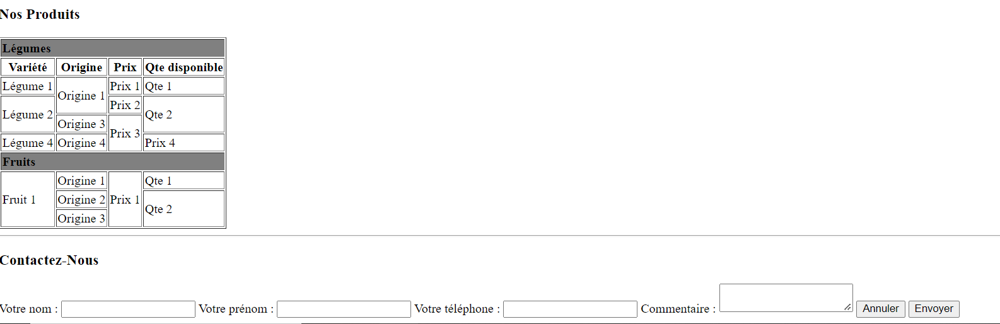 Nos Produits
Légumes
Variété Origine Prix Qte disponible
Légume 1 Origine 1 Prix 1 Qte 1
Légume 2 Prix 2 Qte 2
Origine 3 Prix 3
Légume 4 Origine 4 Prix 4
Fruits
Fruit 1 Origine 1 Prix 1 Qte 1
Origine 2 Qte 2
Origine 3
Contactez-Nous
Votre nom : Votre prénom : Votre téléphone : Commentaire : Annuler Envoyer